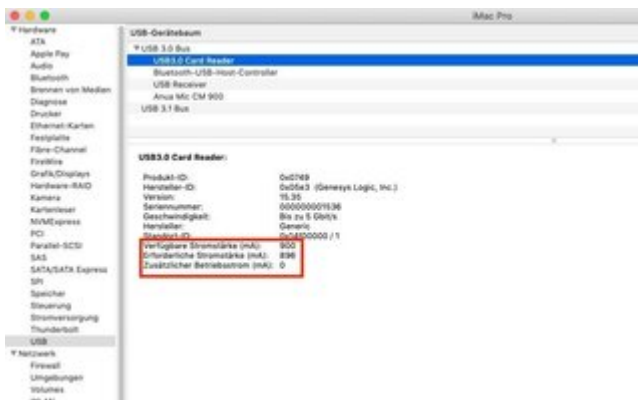 iMac Pro
Hardware
ATA
Apple Pay
Audio
Bluetooth
Brennen von Medien
Diagnose
Drucker
Ethernet-Karten
Festplatte
Fibre-Channel
FireWire
Grafik/Displays
Hardware-RAID
Kamera
Kartenleser
NVMExpress
PCI
Parallel-SCSI
SAS
SATA/SATA Express
SPI
Speicher
Steuerung
Stromversorgung
Thunderbolt
USB
Netzwerk
Firewall
Umgebungen
Volumes
USB-Gerätebaum
USB 3.0 Bus
USB3.0 Card Reader
Bluetooth-USB-Host-Controller
USB Receiver
Anua Mic CM 900
USB 3.1 Bus
USB3.0 Card Reader:
Produkt-ID: 0x0749
Hersteller-ID: 0x05e3 (Genesys Logic, Inc.)
Version: 15.35
Seriennummer: 000000001536
Geschwindigkeit: Bis zu 5 Gbit/s
Hersteller: Generic
Standort-ID: 0x14100000 / 1
Verfügbare Stromstärke (mA): 900
Erforderliche Stromstärke (mA): 896
Zusätzlicher Betriebsstrom (mA): 0